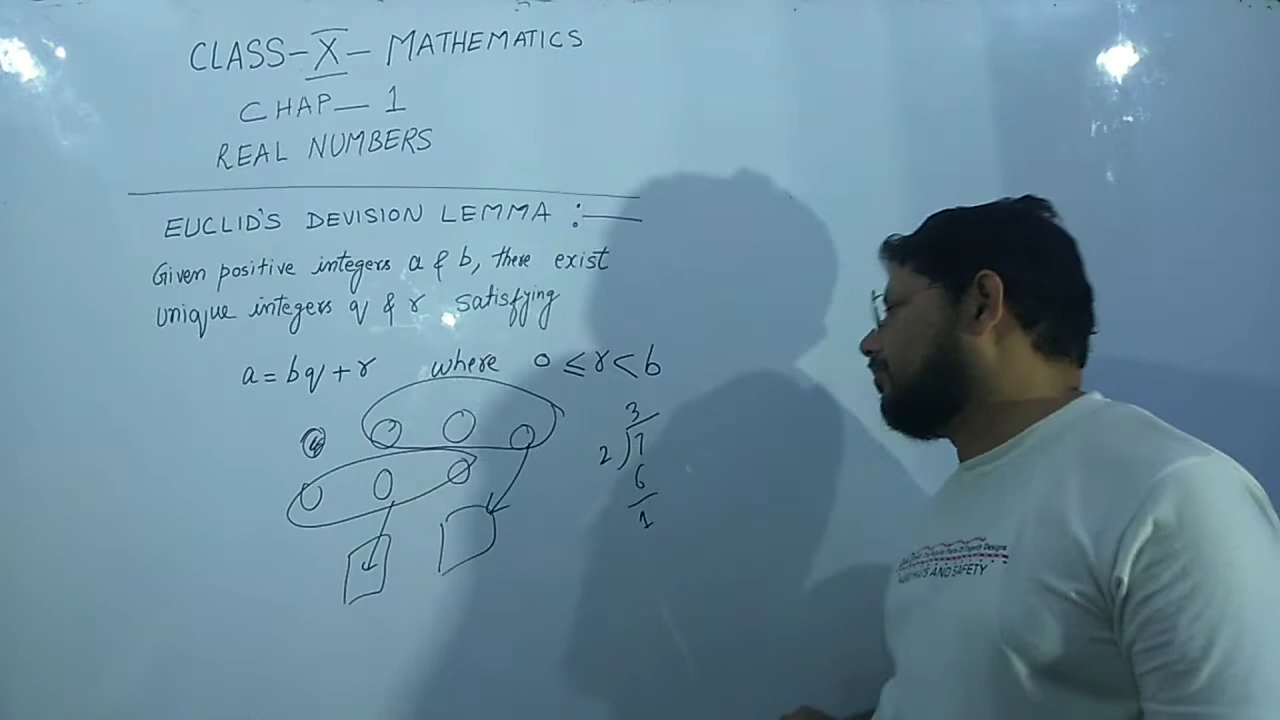 CLASS-X-MATHEMATICS
CHAP-1
REAL NUMBERS
EUCLID'S DEVISION LEMMA :-
Given positive integers a & b, there exist
unique integers q & r satisfying
a = bq + r where 0 ≤ r < b
3
2)7
6
1
AND SAFETY